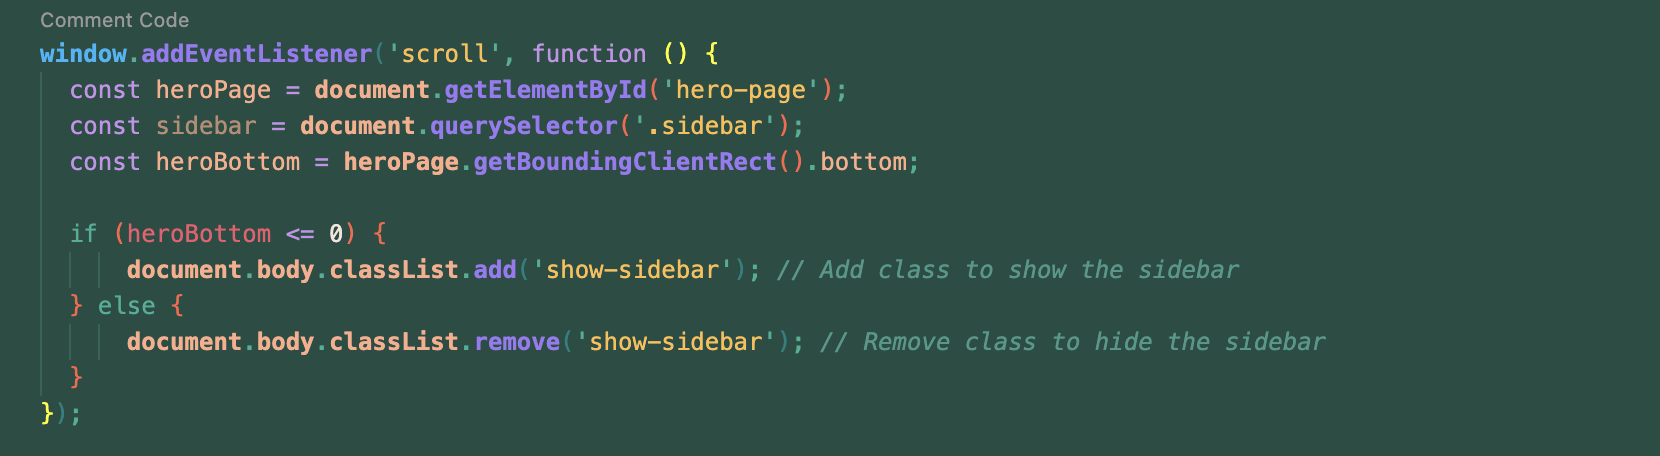 Comment Code
window.addEventListener('scroll', function () {
  const heroPage = document.getElementById('hero-page');
  const sidebar = document.querySelector('.sidebar');
  const heroBottom = heroPage.getBoundingClientRect().bottom;

  if (heroBottom <= 0) {
      document.body.classList.add('show-sidebar'); // Add class to show the sidebar
  } else {
      document.body.classList.remove('show-sidebar'); // Remove class to hide the sidebar
  }
});